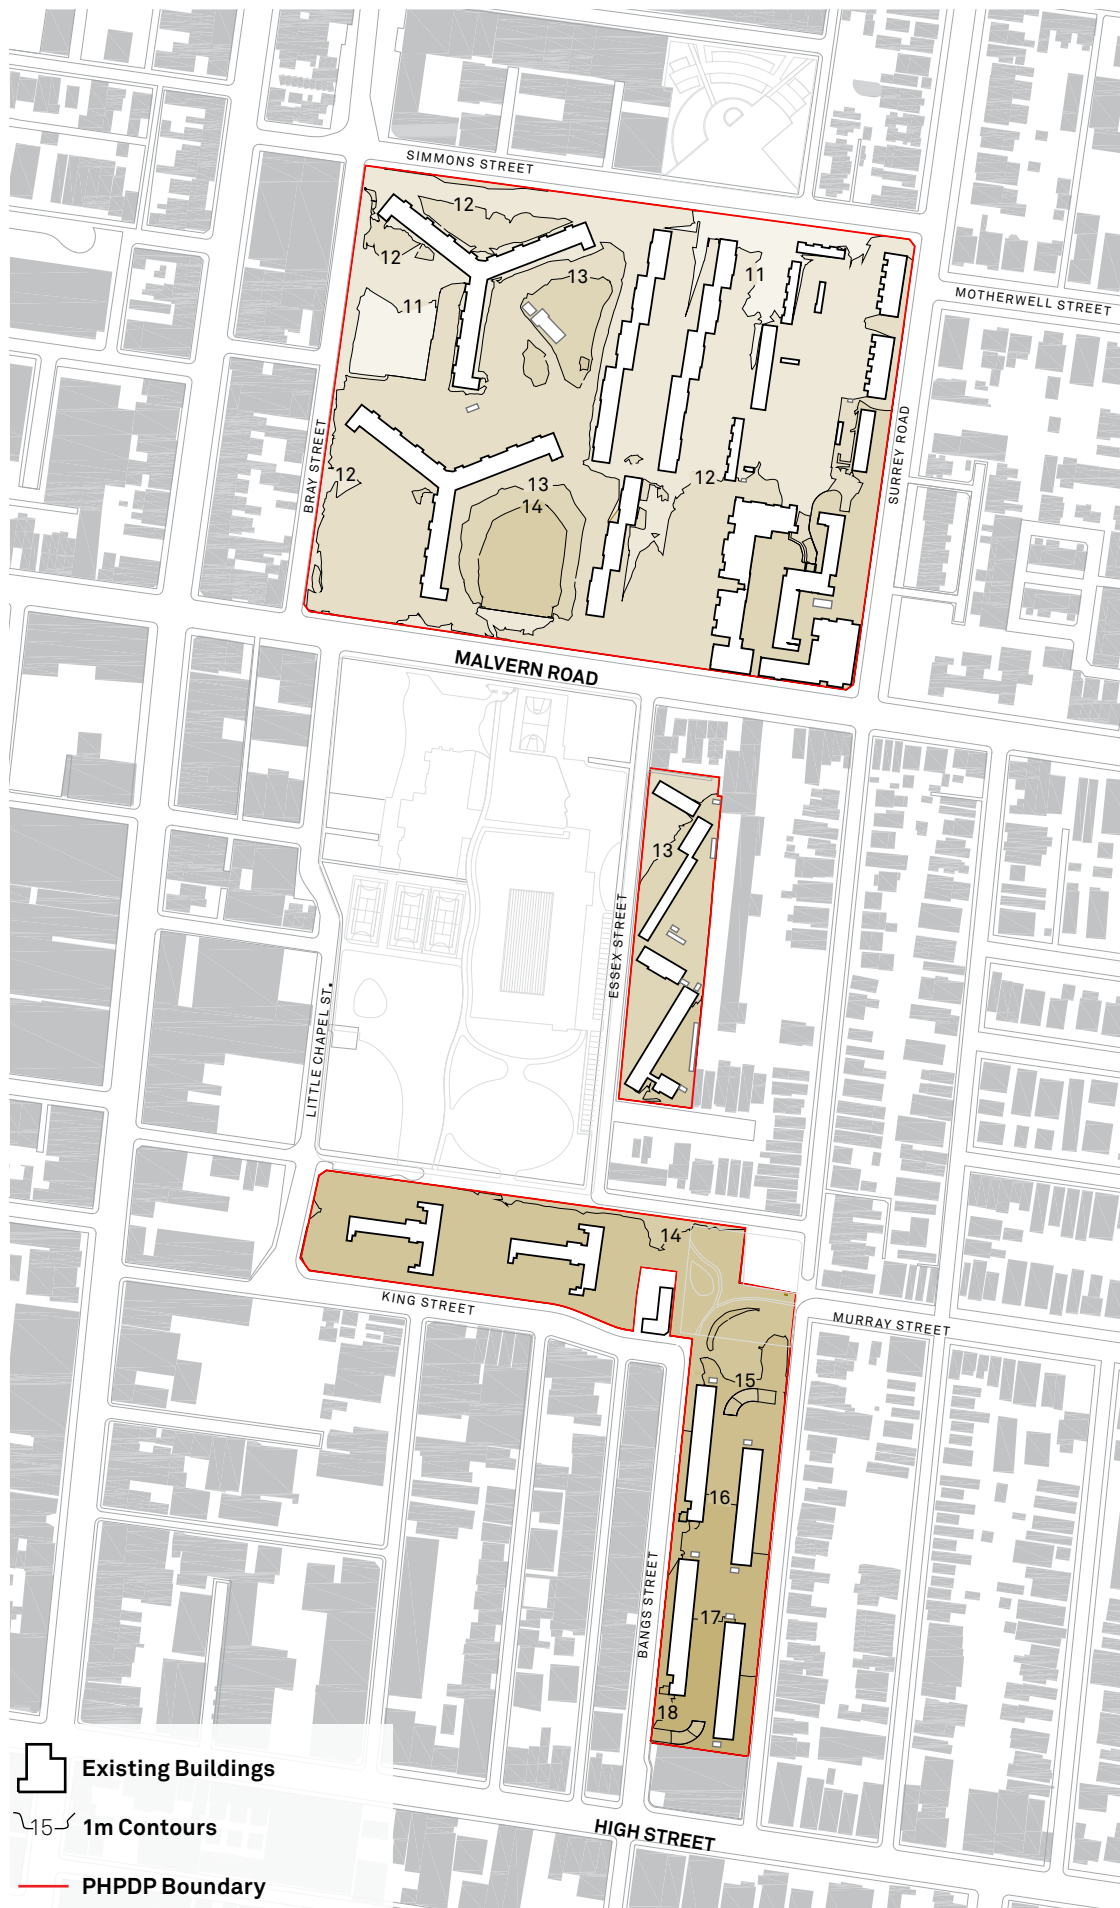 SIMMONS STREET
12
12
13
11
11
MOTHERWELL STREET
BRAY STREET
SURREY ROAD
12
13
12
14
MALVERN ROAD
13
ESSEX STREET
LITTLE CHAPEL ST.
14
KING STREET
MURRAY STREET
15
16
BANGS STREET
17
18
Existing Buildings
15 1m Contours
HIGH STREET
PHPDP Boundary